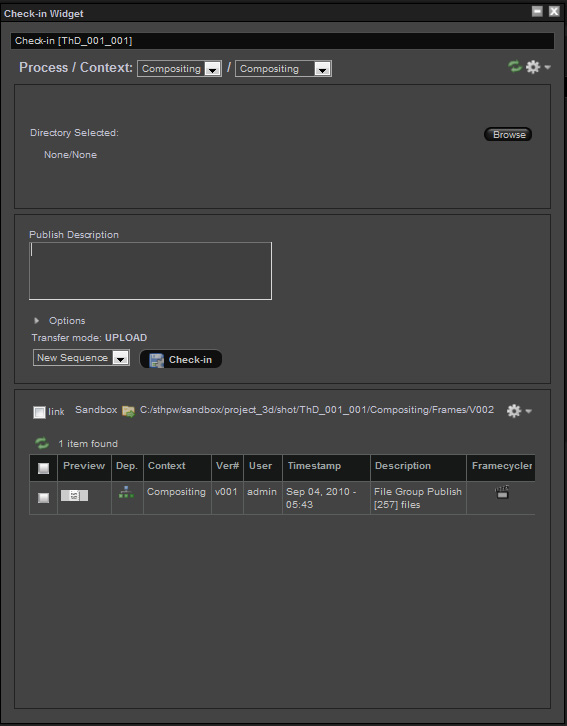 Check-in Widget
Check-in [ThD_001_001]
Process / Context: Compositing / Compositing
Directory Selected:
Browse
None/None
Publish Description
Options
Transfer mode: UPLOAD
New Sequence Check-in
link Sandbox C:/sthpw/sandbox/project_3d/shot/ThD_001_001/Compositing/Frames/V002
1 item found
Preview Dep. Context Ver# User Timestamp Description Framecycler
Compositing v001 admin Sep 04, 2010 - File Group Publish
05:43 [257] files